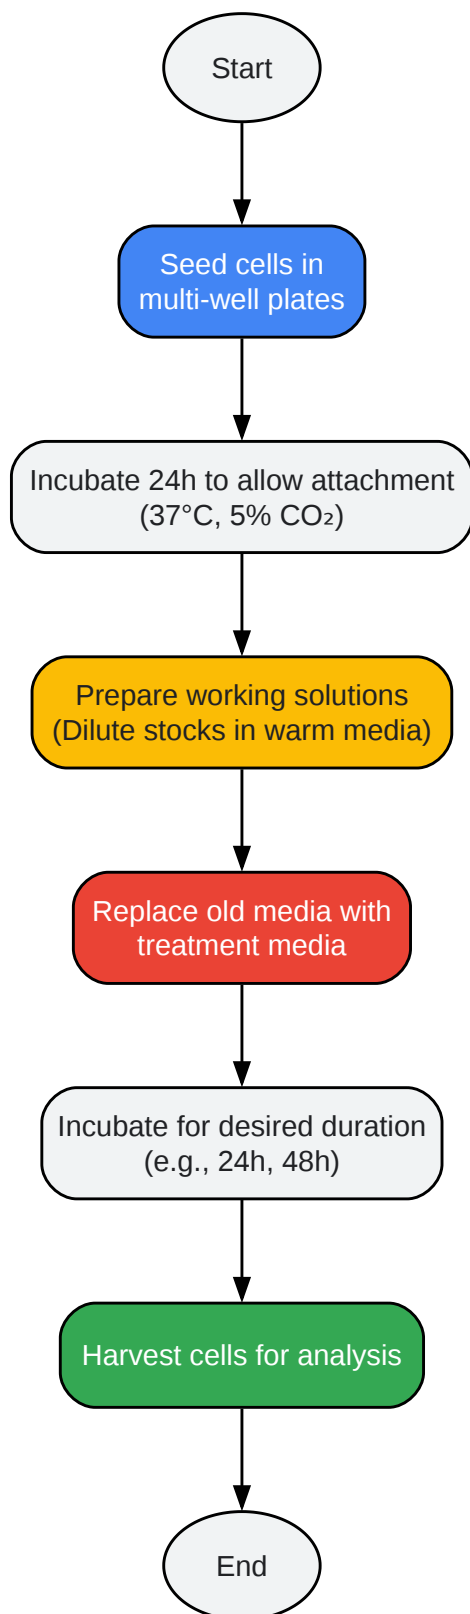 Start
Seed cells in
multi-well plates
Incubate 24h to allow attachment
(37°C, 5% CO₂)
Prepare working solutions
(Dilute stocks in warm media)
Replace old media with
treatment media
Incubate for desired duration
(e.g., 24h, 48h)
Harvest cells for analysis
End